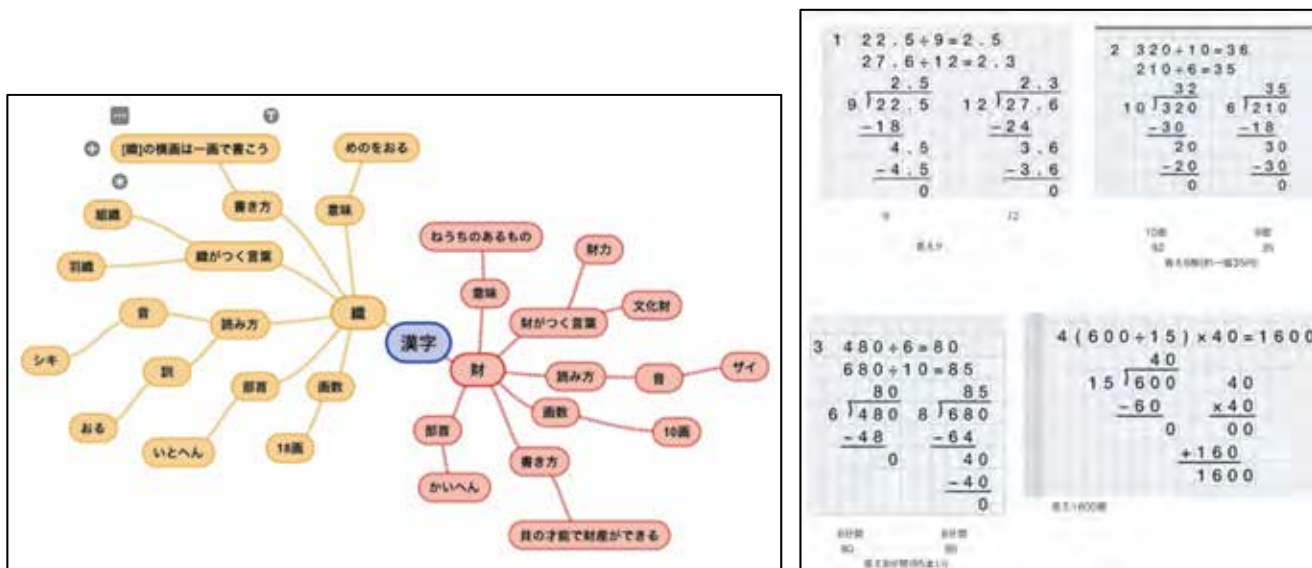 [織]の横画は一画で書こう
めのをおる
書き方
意味
組織
織がつく言葉
羽織
音
読み方
シキ
訓
おる
部首
いとへん
画数
18画
織
漢字
財
ねうちのあるもの
意味
財力
財がつく言葉
文化財
読み方
音
ザイ
画数
10画
部首
かいへん
書き方
貝の才能で財産ができる
1 22.5÷9=2.5
27.6÷12=2.3
2.5 2.3
9 22.5 12 27.6
-18 -24
4.5 3.6
-4.5 -3.6
0 0
9 12
2 320÷10=36
210÷6=35
32 35
10 320 6 210
-30 -18
20 30
-20 -30
0 0
3 480÷6=80
680÷10=85
80 85
6 480 8 680
-48 -64
0 40
-40
0
4(600÷15)×40=1600
40
15 600 40
-60 ×40
0 00
+160
1600